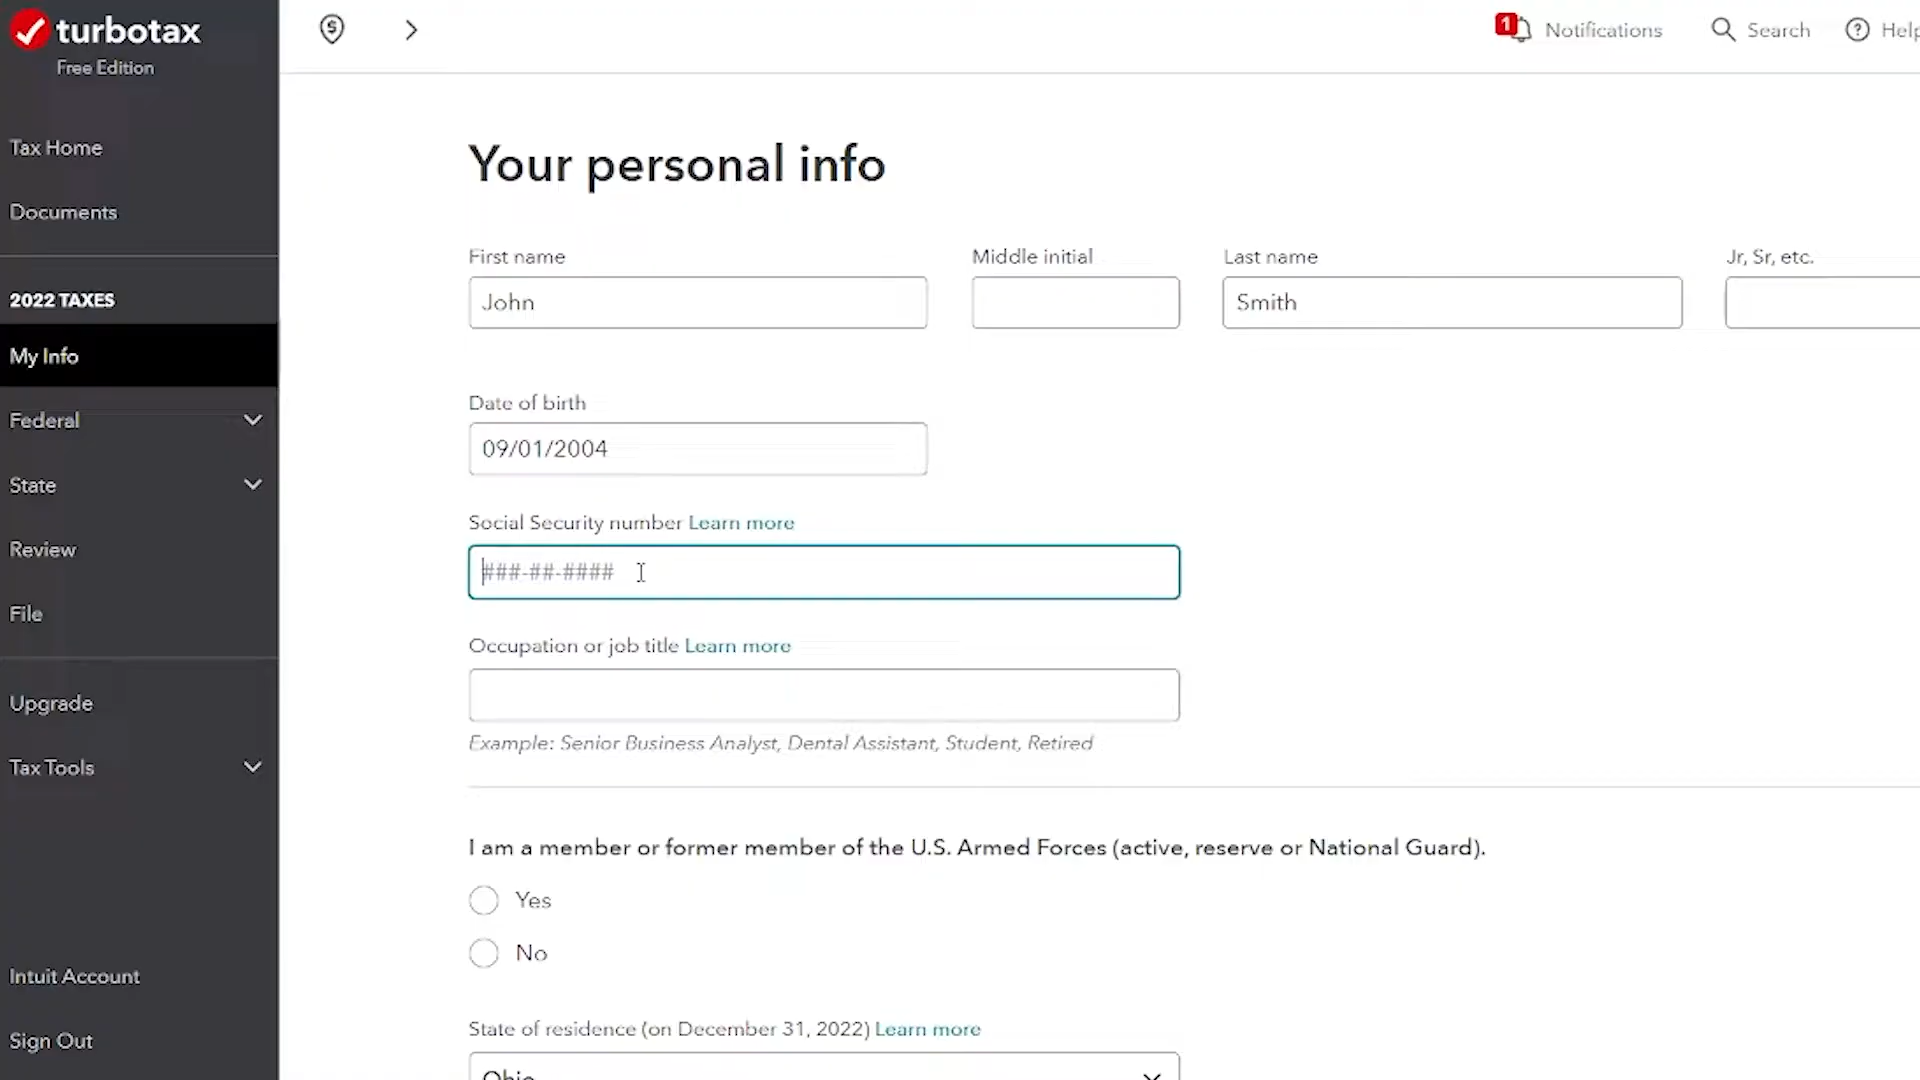 turbotax
Free Edition
Tax Home
Documents
2022 TAXES
My Info
Federal
State
Review
File
Upgrade
Tax Tools
Intuit Account
Sign Out
1 Notifications Search ? Help
Your personal info
First name Middle initial Last name Jr, Sr, etc.
John Smith
Date of birth
09/01/2004
Social Security number Learn more
###-##-####
Occupation or job title Learn more
Example: Senior Business Analyst, Dental Assistant, Student, Retired
I am a member or former member of the U.S. Armed Forces (active, reserve or National Guard).
Yes
No
State of residence (on December 31, 2022) Learn more
Ohio